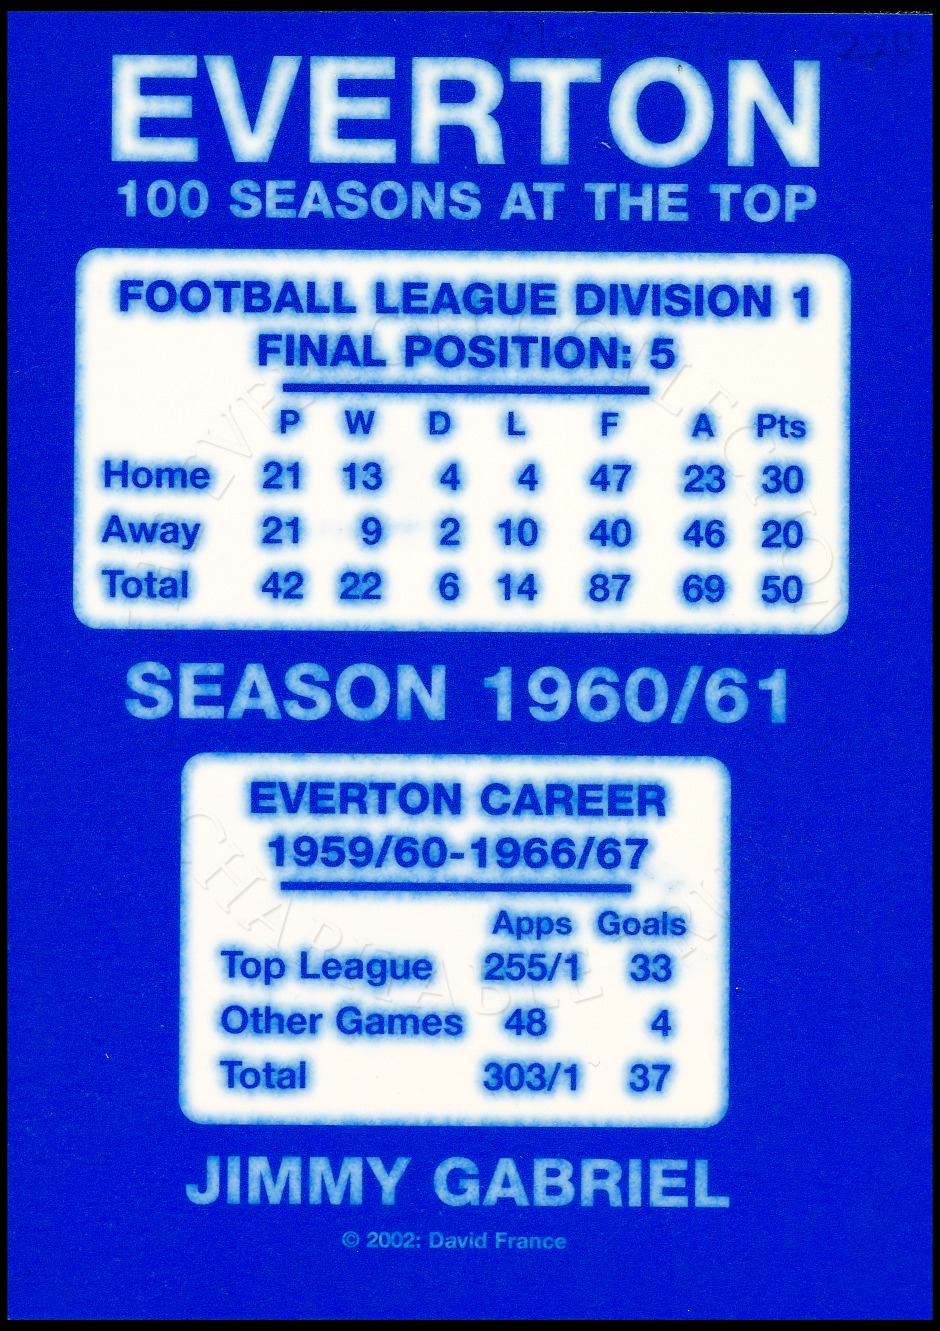 EVERTON
100 SEASONS AT THE TOP
FOOTBALL LEAGUE DIVISION 1
FINAL POSITION: 5
P W D L F A Pts
Home 21 13 4 4 47 23 30
Away 21 9 2 10 40 46 20
Total 42 22 6 14 87 69 50
SEASON 1960/61
EVERTON CAREER
1959/60-1966/67
Apps Goals
Top League 255/1 33
Other Games 48 4
Total 303/1 37
JIMMY GABRIEL
© 2002: David France